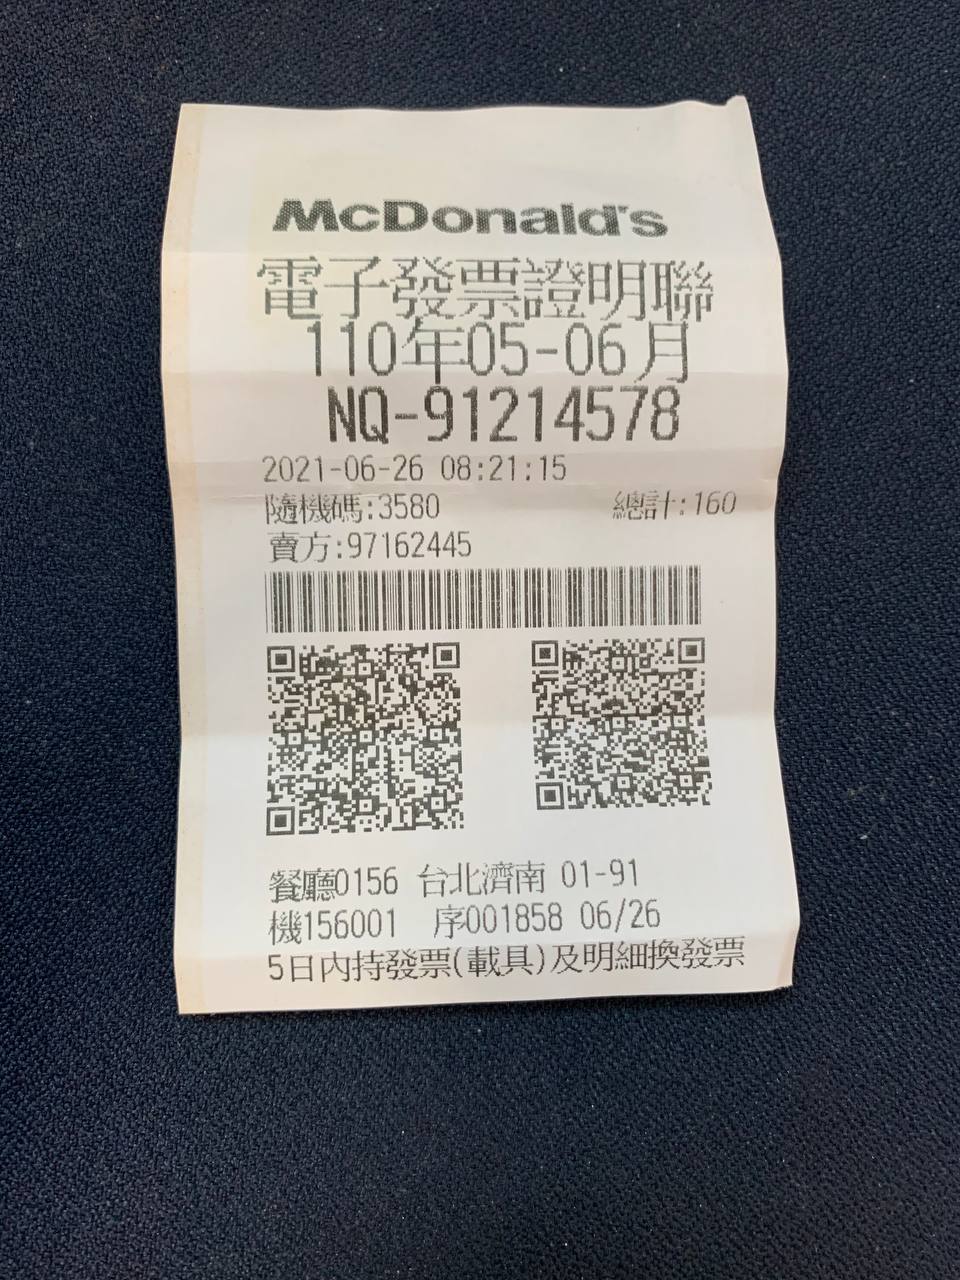 McDonald's
電子發票證明聯
110年05-06月
NQ-91214578
2021-06-26 08:21:15
隨機碼:3580 總計:160
賣方:97162445
餐廳0156 台北濟南 01-91
機156001 序001858 06/26
5日內持發票(載具)及明細換發票